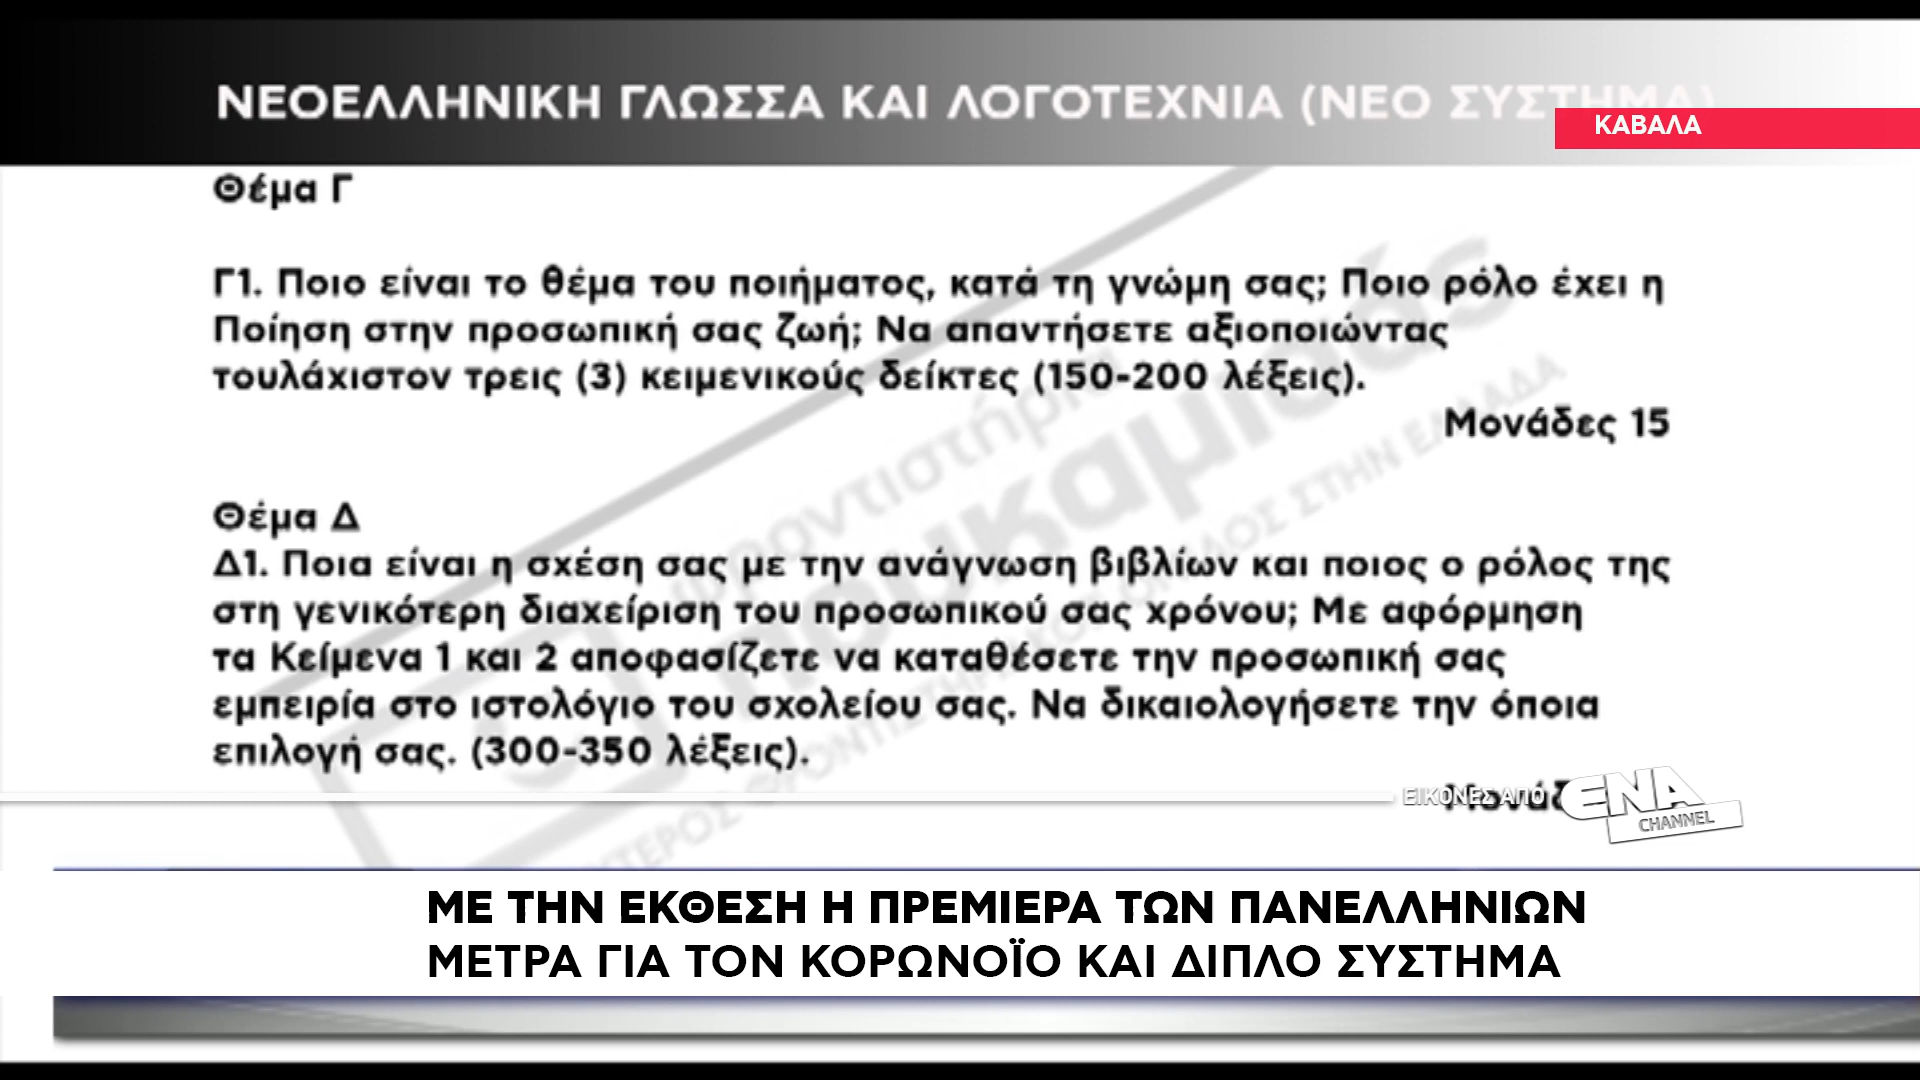 ΝΕΟΕΛΛΗΝΙΚΗ ΓΛΩΣΣΑ ΚΑΙ ΛΟΓΟΤΕΧΝΙΑ (ΝΕΟ ΣΥΣΤΗΜΑ)
ΚΑΒΑΛΑ
Θέμα Γ
Γ1. Ποιο είναι το θέμα του ποιήματος, κατά τη γνώμη σας; Ποιο ρόλο έχει η
Ποίηση στην προσωπική σας ζωή; Να απαντήσετε αξιοποιώντας
τουλάχιστον τρεις (3) κειμενικούς δείκτες (150-200 λέξεις).
Μονάδες 15
Θέμα Δ
Δ1. Ποια είναι η σχέση σας με την ανάγνωση βιβλίων και ποιος ο ρόλος της
στη γενικότερη διαχείριση του προσωπικού σας χρόνου; Με αφόρμηση
τα Κείμενα 1 και 2 αποφασίζετε να καταθέσετε την προσωπική σας
εμπειρία στο ιστολόγιο του σχολείου σας. Να δικαιολογήσετε την όποια
επιλογή σας. (300-350 λέξεις).
ΕΙΚΟΝΕΣ ΑΠΟ
ENA
CHANNEL
ΜΕ ΤΗΝ ΕΚΘΕΣΗ Η ΠΡΕΜΙΕΡΑ ΤΩΝ ΠΑΝΕΛΛΗΝΙΩΝ
ΜΕΤΡΑ ΓΙΑ ΤΟΝ ΚΟΡΩΝΟΪΟ ΚΑΙ ΔΙΠΛΟ ΣΥΣΤΗΜΑ